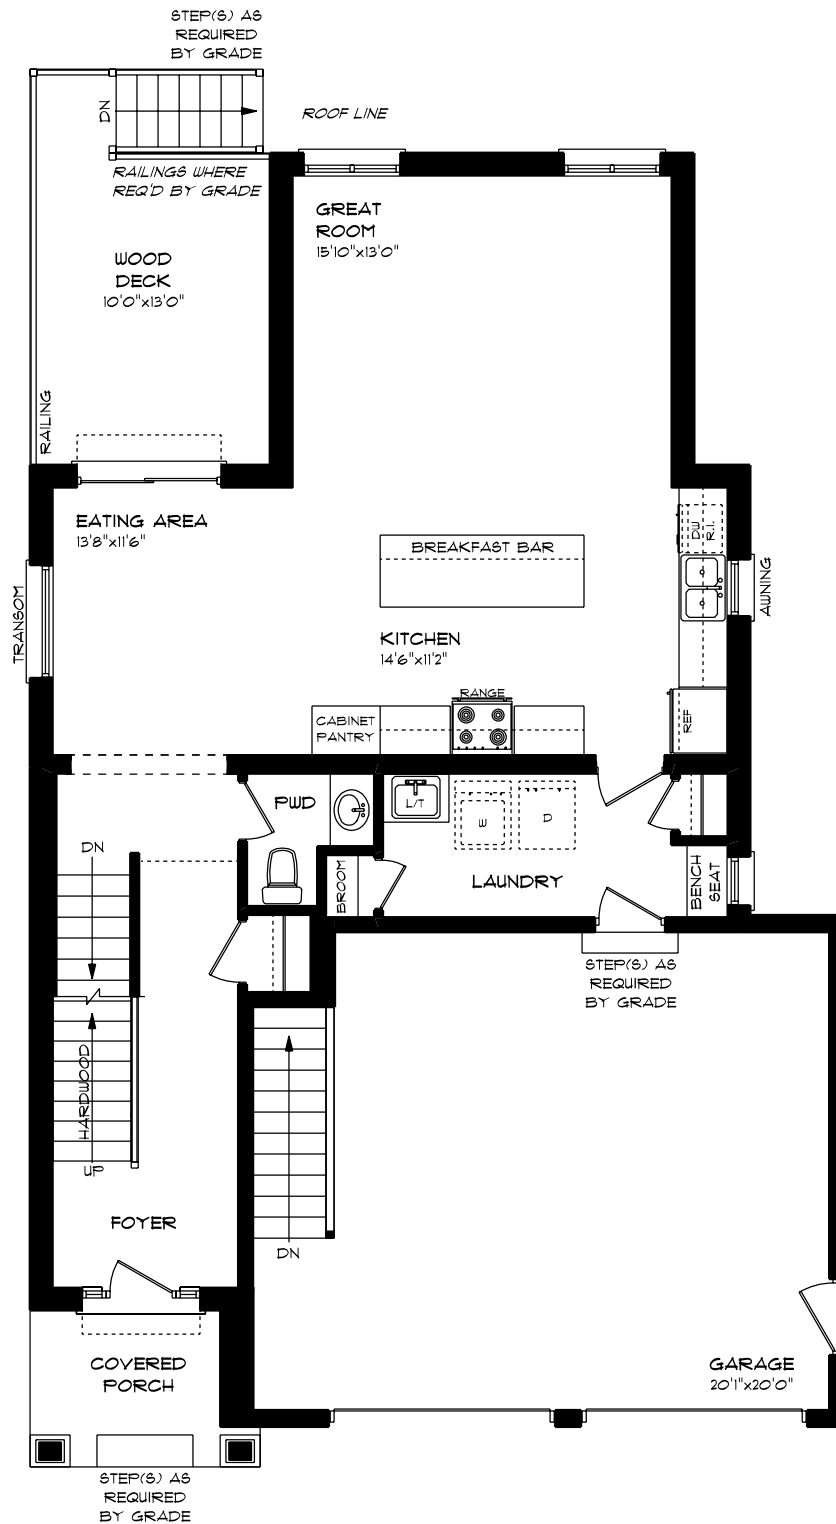 STEP(S) AS
REQUIRED
BY GRADE
DN
ROOF LINE
RAILINGS WHERE
REQ'D BY GRADE
GREAT
ROOM
15'10"x13'0"
WOOD
DECK
10'0"x13'0"
RAILING
EATING AREA
13'8"x11'6"
DW
R.I.
BREAKFAST BAR
AWNING
TRANSOM
KITCHEN
14'6"x11'2"
RANGE
REF
CABINET
PANTRY
PWD
L/T
W
D
DN
BROOM
LAUNDRY
BENCH
SEAT
STEP(S) AS
REQUIRED
BY GRADE
HARDWOOD
UP
FOYER
DN
COVERED
PORCH
GARAGE
20'1"x20'0"
STEP(S) AS
REQUIRED
BY GRADE